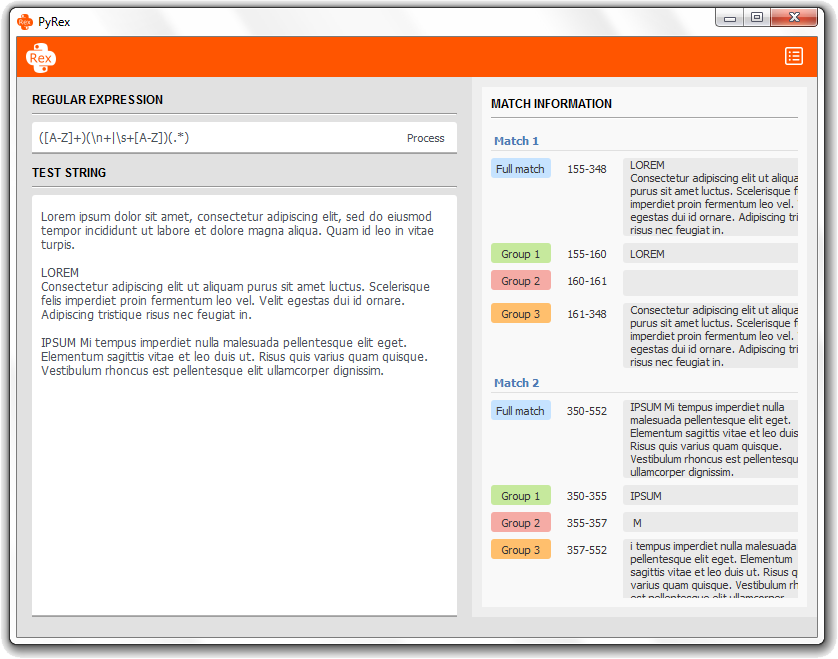 PyRex
Rex
REGULAR EXPRESSION
([A-Z]+)(\n+|\s+[A-Z])(.*)
Process
TEST STRING
Lorem ipsum dolor sit amet, consectetur adipiscing elit, sed do eiusmod
tempor incididunt ut labore et dolore magna aliqua. Quam id leo in vitae
turpis.
LOREM
Consectetur adipiscing elit ut aliquam purus sit amet luctus. Scelerisque
felis imperdiet proin fermentum leo vel. Velit egestas dui id ornare.
Adipiscing tristique risus nec feugiat in.
IPSUM Mi tempus imperdiet nulla malesuada pellentesque elit eget.
Elementum sagittis vitae et leo duis ut. Risus quis varius quam quisque.
Vestibulum rhoncus est pellentesque elit ullamcorper dignissim.
MATCH INFORMATION
Match 1
Full match 155-348
LOREM
Consectetur adipiscing elit ut aliqua
purus sit amet luctus. Scelerisque f
imperdiet proin fermentum leo vel.
egestas dui id ornare. Adipiscing tri
risus nec feugiat in.
Group 1 155-160 LOREM
Group 2 160-161
Group 3 161-348
Consectetur adipiscing elit ut aliqua
purus sit amet luctus. Scelerisque f
imperdiet proin fermentum leo vel.
egestas dui id ornare. Adipiscing tri
risus nec feugiat in.
Match 2
Full match 350-552
IPSUM Mi tempus imperdiet nulla
malesuada pellentesque elit eget.
Elementum sagittis vitae et leo duis
Risus quis varius quam quisque.
Vestibulum rhoncus est pellentesqu
ullamcorper dignissim.
Group 1 350-355 IPSUM
Group 2 355-357 M
Group 3 357-552
i tempus imperdiet nulla malesuada
pellentesque elit eget. Elementum
sagittis vitae et leo duis ut. Risus q
varius quam quisque. Vestibulum rh
est pellentesque elit ullamcorper